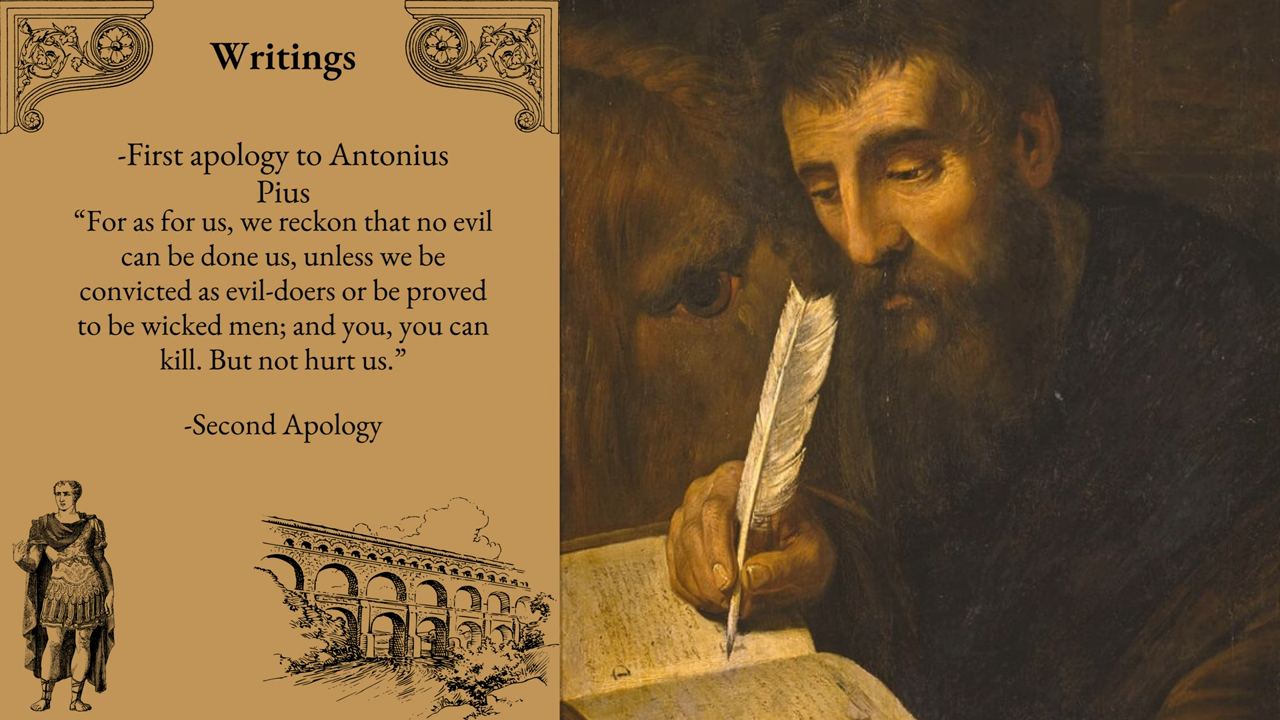 Writings
-First apology to Antonius
Pius
“For as for us, we reckon that no evil
can be done us, unless we be
convicted as evil-doers or be proved
to be wicked men; and you, you can
kill. But not hurt us.”
-Second Apology